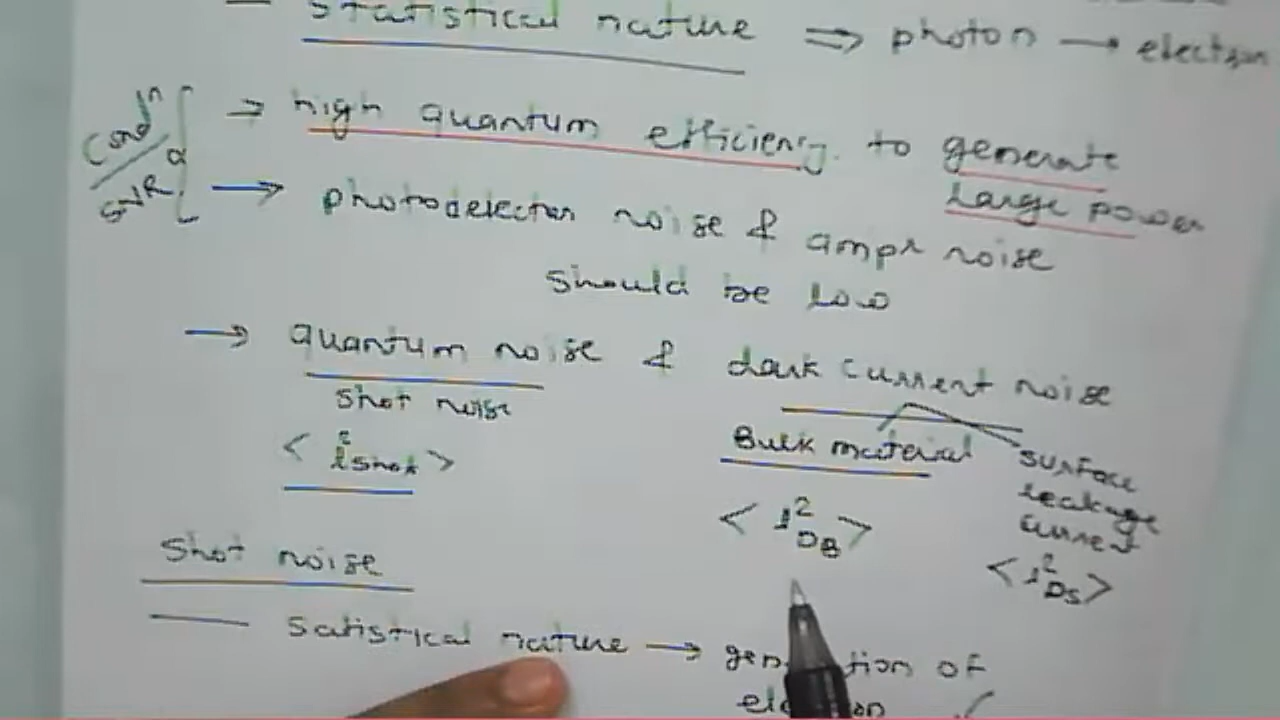 — Statistical nature ⇒ photon → electron
Condn SNR ⇒ high quantum efficiency to generate
Large power
→ photodetector noise & ampr noise
should be low
→ quantum noise & dark current noise
shot noise
Bulk material
surface
leakage
current
< i²shot >
< i²DB >
< i²DS >
Shot noise
— Satistical nature → of